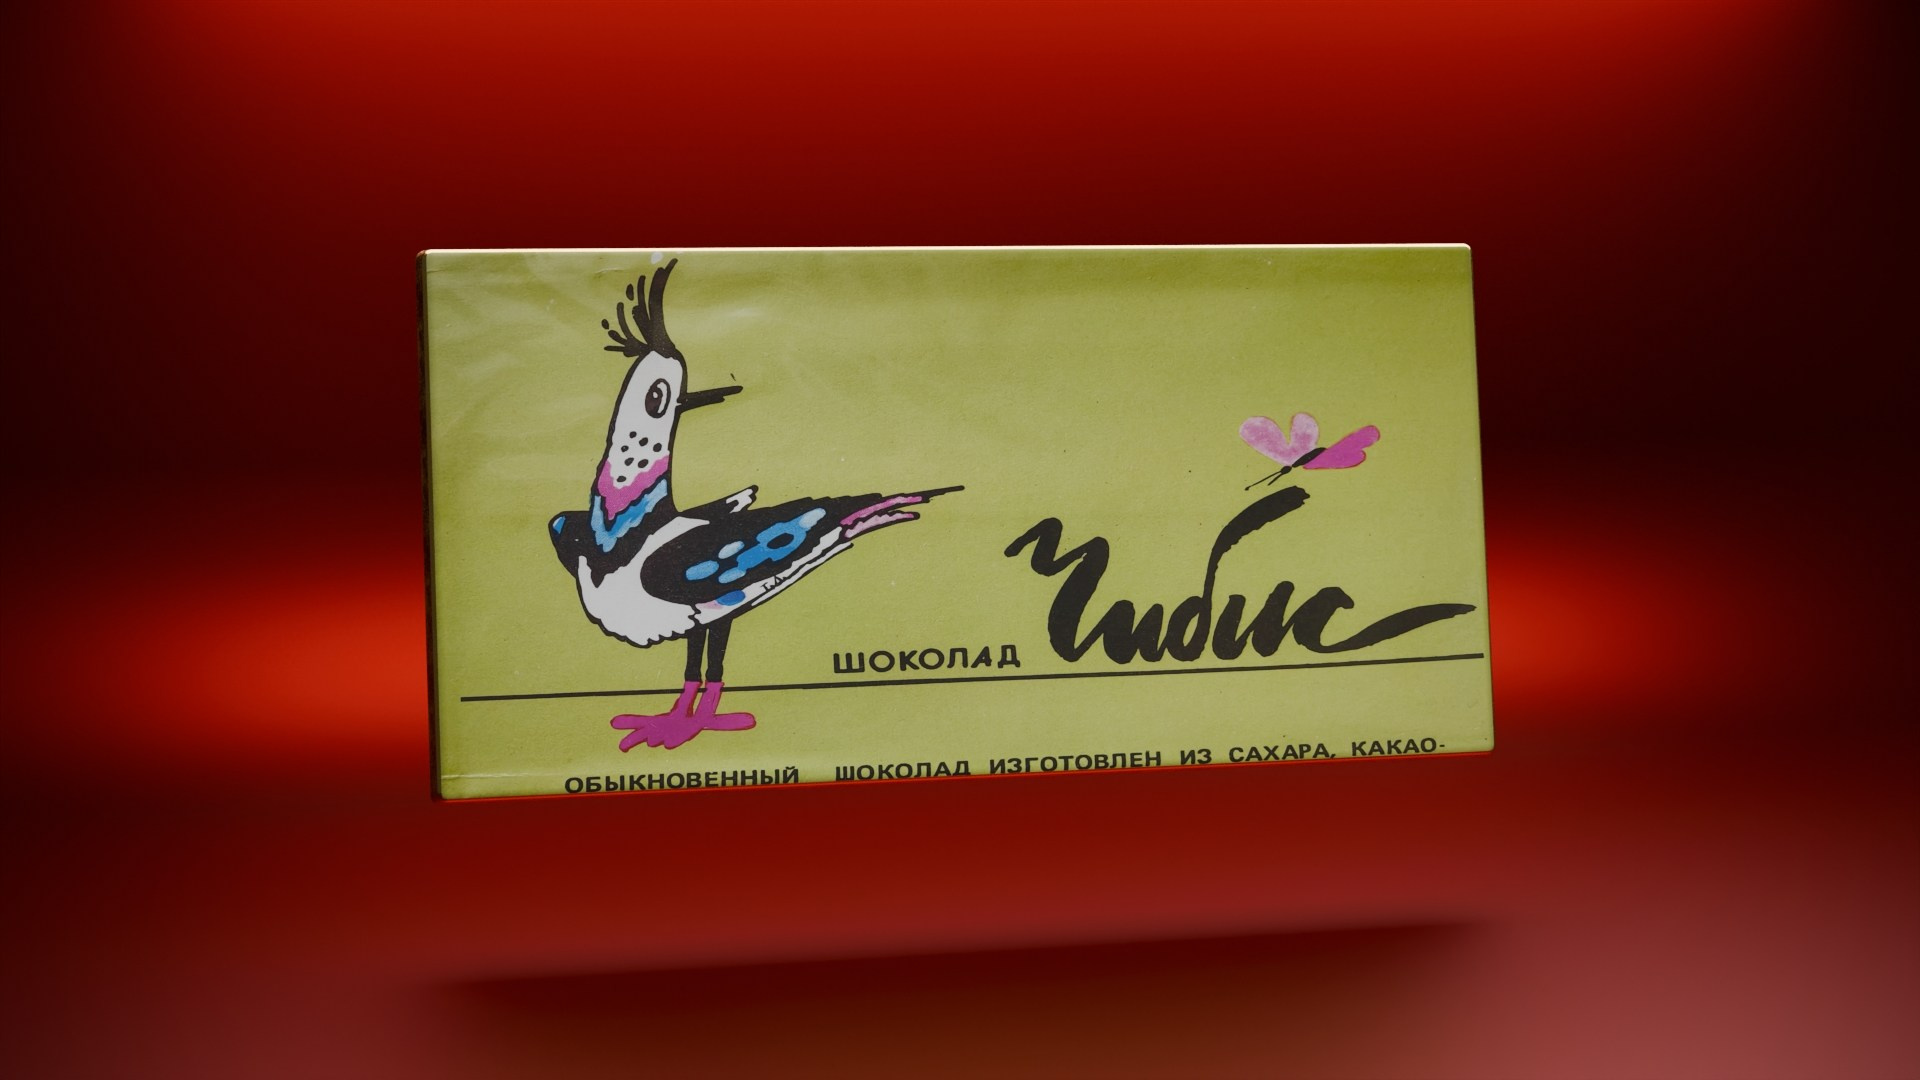 ШОКОЛАД Чибис
ОБЫКНОВЕННЫЙ ШОКОЛАД ИЗГОТОВЛЕН ИЗ САХАРА, КАКАО-